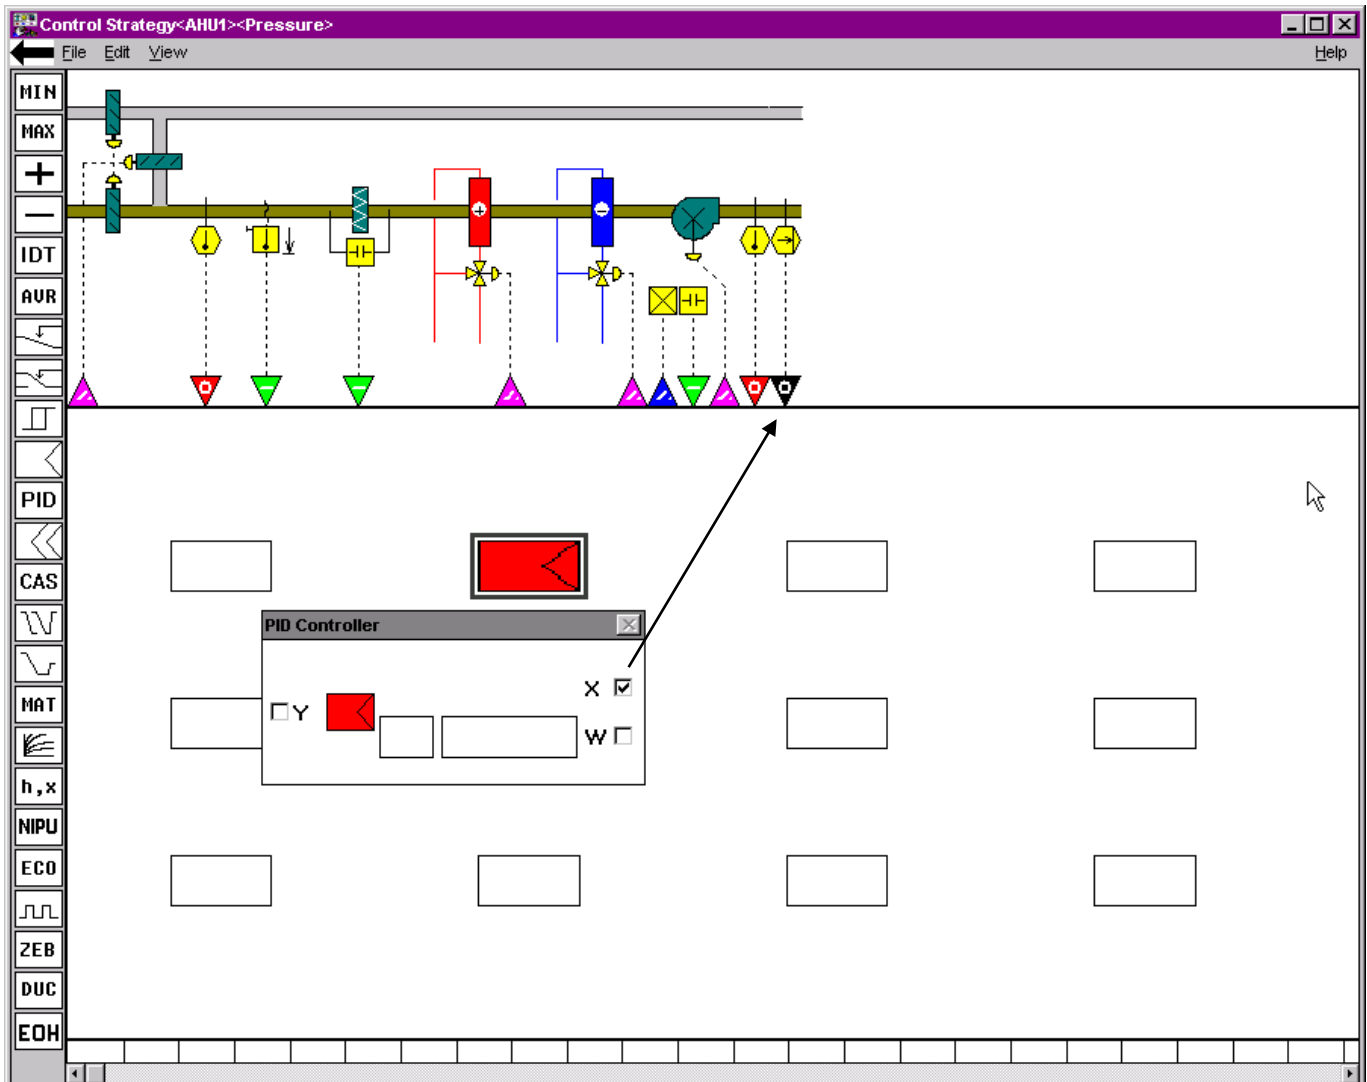 Control Strategy<AHU1><Pressure>
File Edit View Help
MIN
MAX
+
−
IDT
AVR
PID
CAS
MAT
h,x
NIPU
ECO
ZEB
DUC
EOH
PID Controller
X
Y
W